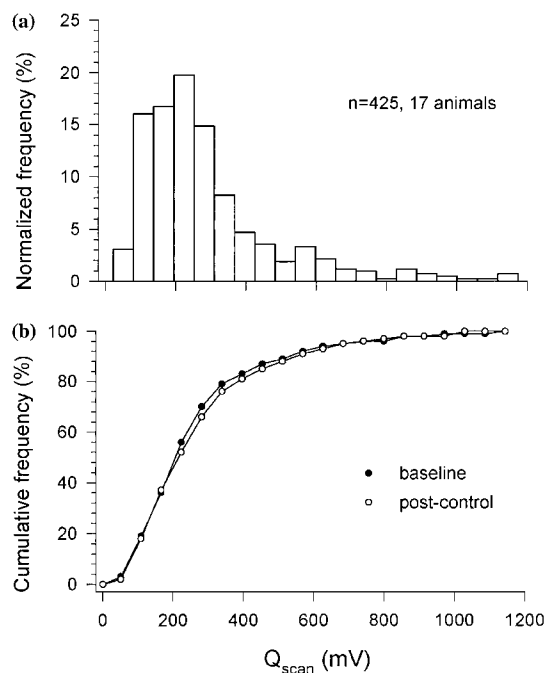 (a)
Normalized frequency (%)
25
20
15
10
5
0
n=425, 17 animals
(b)
Cumulative frequency (%)
100
80
60
40
20
0
baseline
post-control
0 200 400 600 800 1000 1200
Qscan (mV)